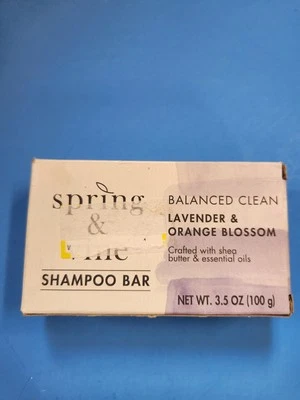 spring
&
SHAMPOO BAR
BALANCED CLEAN
LAVENDER &
ORANGE BLOSSOM
Crafted with shea
butter & essential oils
NET WT. 3.5 OZ (100 g)